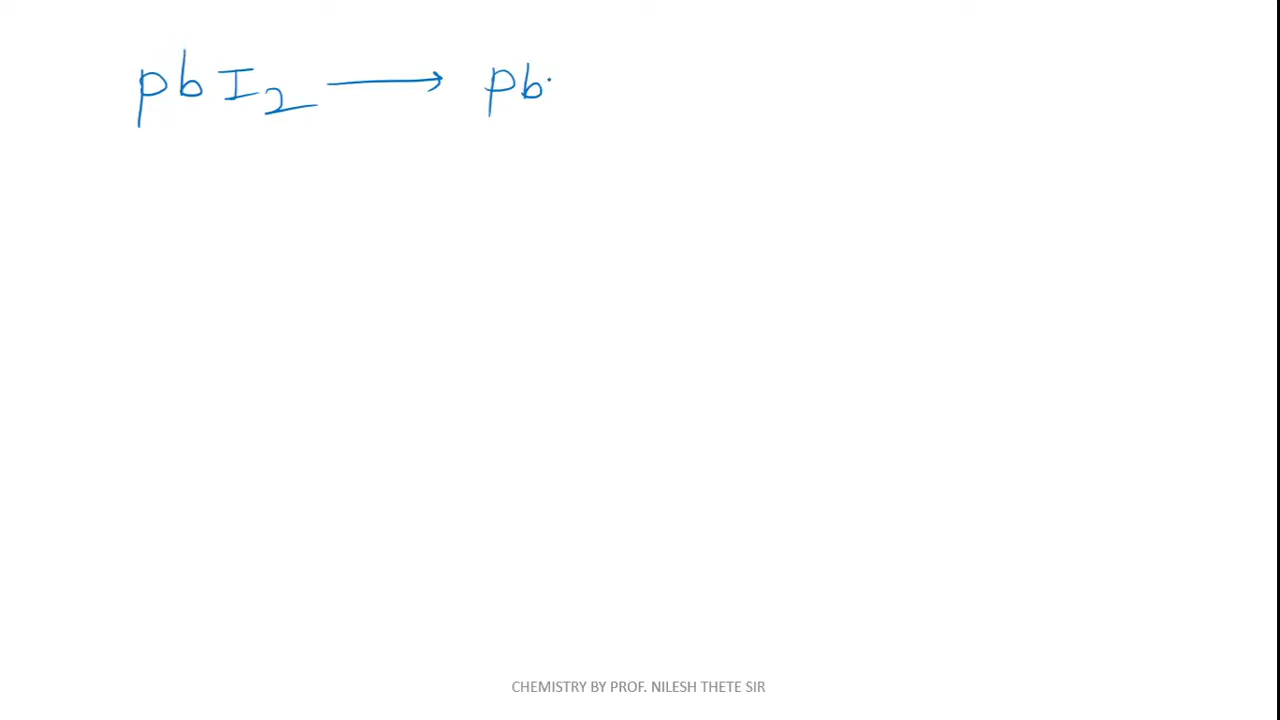 pbI2 ⟶ pb
CHEMISTRY BY PROF. NILESH THETE SIR